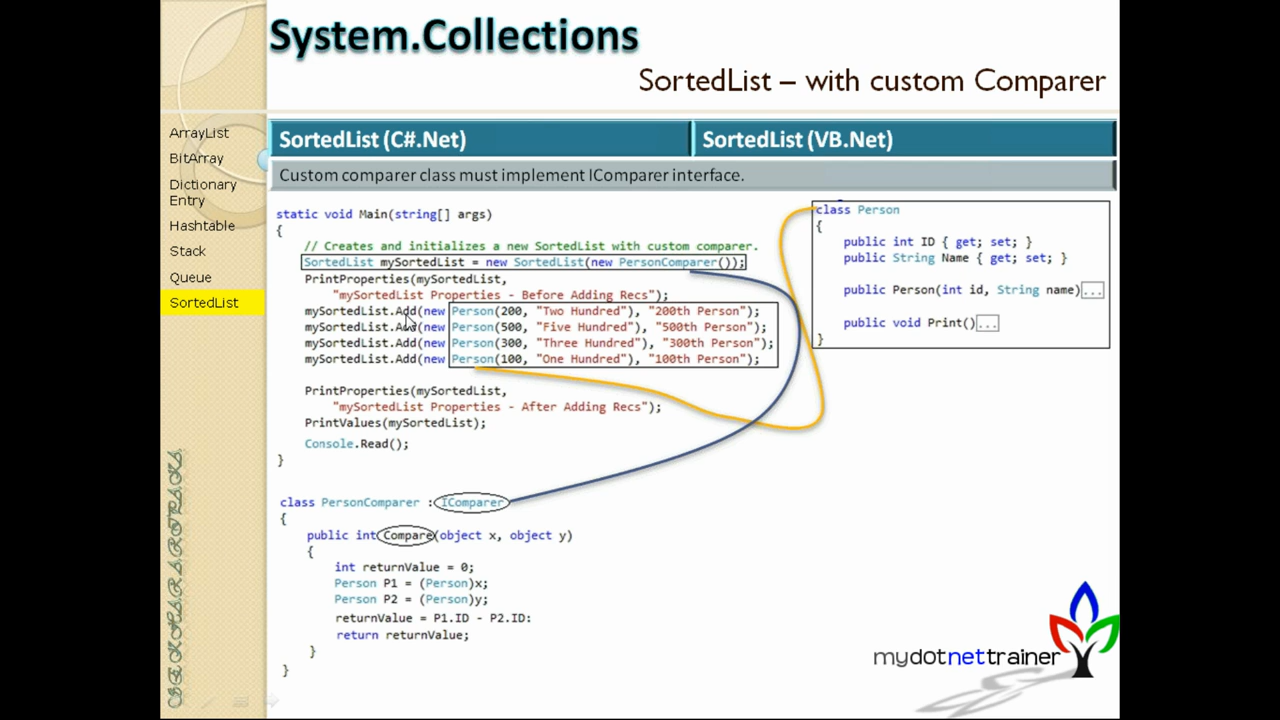 System.Collections
SortedList – with custom Comparer
ArrayList
BitArray
Dictionary
Entry
Hashtable
Stack
Queue
SortedList
SortedList (C#.Net)
SortedList (VB.Net)
Custom comparer class must implement IComparer interface.
static void Main(string[] args)
{
// Creates and initializes a new SortedList with custom comparer.
SortedList mySortedList = new SortedList(new PersonComparer());
PrintProperties(mySortedList,
"mySortedList Properties - Before Adding Recs");
mySortedList.Add(new Person(200, "Two Hundred"), "200th Person");
mySortedList.Add(new Person(500, "Five Hundred"), "500th Person");
mySortedList.Add(new Person(300, "Three Hundred"), "300th Person");
mySortedList.Add(new Person(100, "One Hundred"), "100th Person");
PrintProperties(mySortedList,
"mySortedList Properties - After Adding Recs");
PrintValues(mySortedList);
Console.Read();
}
class PersonComparer : IComparer
{
public int Compare(object x, object y)
{
int returnValue = 0;
Person P1 = (Person)x;
Person P2 = (Person)y;
returnValue = P1.ID - P2.ID:
return returnValue;
}
}
class Person
{
public int ID { get; set; }
public String Name { get; set; }
public Person(int id, String name)...
public void Print()...
}
mydotnettrainer